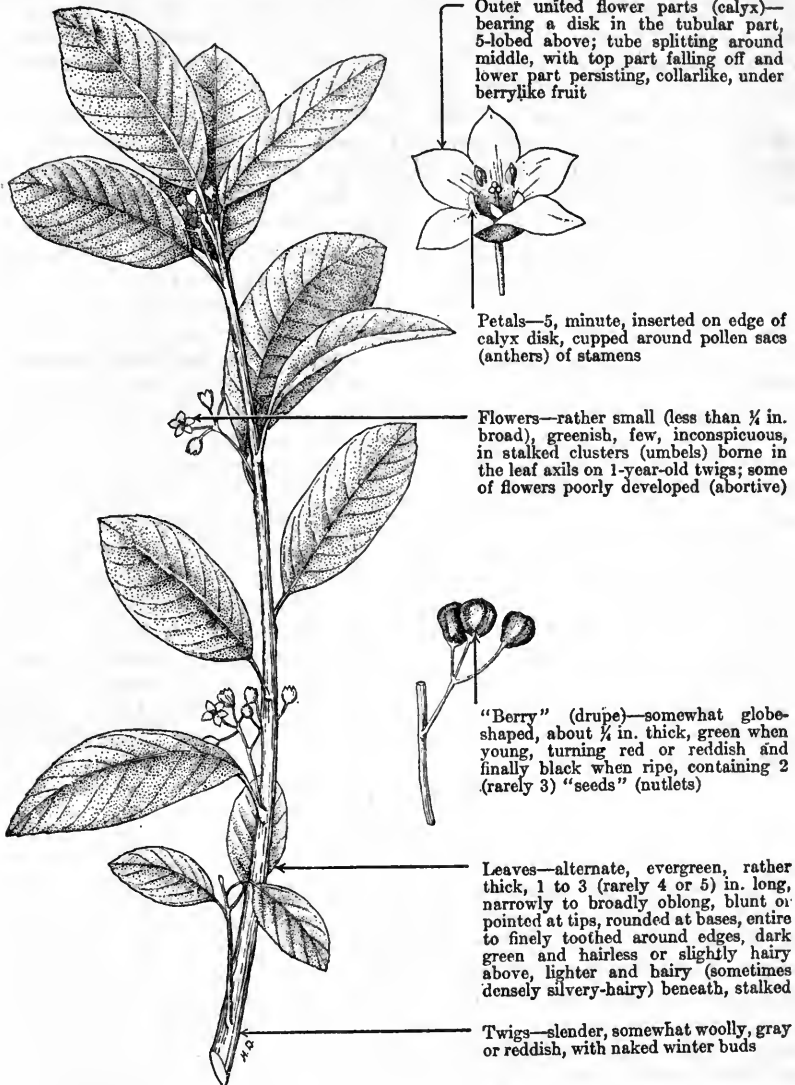 Outer united flower parts (calyx)—
bearing a disk in the tubular part,
5-lobed above; tube splitting around
middle, with top part falling off and
lower part persisting, collarlike, under
berrylike fruit
Petals—5, minute, inserted on edge of
calyx disk, cupped around pollen sacs
(anthers) of stamens
Flowers—rather small (less than ¼ in.
broad), greenish, few, inconspicuous,
in stalked clusters (umbels) borne in
the leaf axils on 1-year-old twigs; some
of flowers poorly developed (abortive)
"Berry" (drupe)—somewhat globe-
shaped, about ¼ in. thick, green when
young, turning red or reddish and
finally black when ripe, containing 2
(rarely 3) "seeds" (nutlets)
Leaves—alternate, evergreen, rather
thick, 1 to 3 (rarely 4 or 5) in. long,
narrowly to broadly oblong, blunt or
pointed at tips, rounded at bases, entire
to finely toothed around edges, dark
green and hairless or slightly hairy
above, lighter and hairy (sometimes
densely silvery-hairy) beneath, stalked
Twigs—slender, somewhat woolly, gray
or reddish, with naked winter buds